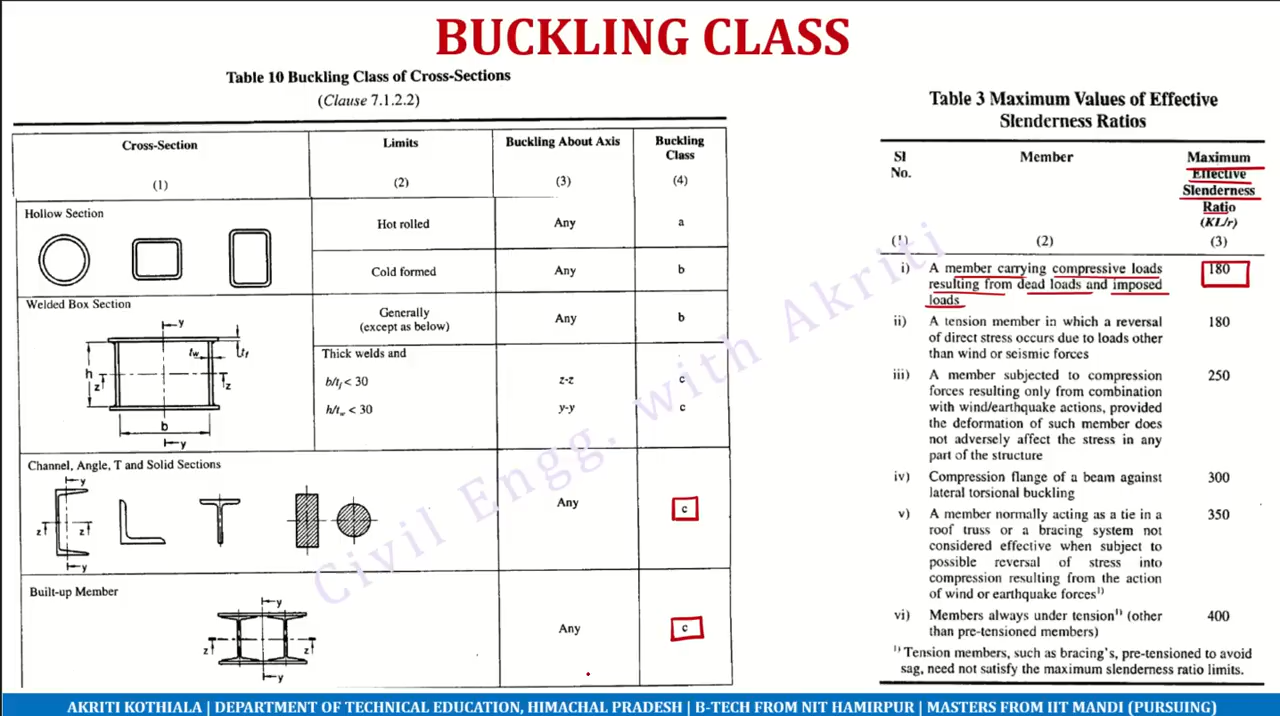 BUCKLING CLASS
Table 10 Buckling Class of Cross-Sections
(Clause 7.1.2.2)
Cross-Section
Limits
Buckling About Axis
Buckling
Class
(1)
(2)
(3)
(4)
Hollow Section
Hot rolled
Any
a
Cold formed
Any
b
Welded Box Section
Generally
(except as below)
Any
b
Thick welds and
b/tf < 30
z-z
c
h/tw < 30
y-y
c
y
tw
tf
h
z
z
b
y
Channel, Angle, T and Solid Sections
y
z
z
y
Any
c
Built-up Member
y
z
z
y
Any
c
Table 3 Maximum Values of Effective
Slenderness Ratios
Sl
No.
Member
Maximum
Effective
Slenderness
Ratio
(KL/r)
(1)
(2)
(3)
i) A member carrying compressive loads 180
resulting from dead loads and imposed
loads
ii) A tension member in which a reversal 180
of direct stress occurs due to loads other
than wind or seismic forces
iii) A member subjected to compression 250
forces resulting only from combination
with wind/earthquake actions, provided
the deformation of such member does
not adversely affect the stress in any
part of the structure
iv) Compression flange of a beam against 300
lateral torsional buckling
v) A member normally acting as a tie in a 350
roof truss or a bracing system not
considered effective when subject to
possible reversal of stress into
compression resulting from the action
of wind or earthquake forces¹⁾
vi) Members always under tension¹⁾ (other 400
than pre-tensioned members)
¹⁾ Tension members, such as bracing's, pre-tensioned to avoid
sag, need not satisfy the maximum slenderness ratio limits.
Civil Engg. with Akriti
AKRITI KOTHIALA | DEPARTMENT OF TECHNICAL EDUCATION, HIMACHAL PRADESH | B-TECH FROM NIT HAMIRPUR | MASTERS FROM IIT MANDI (PURSUING)